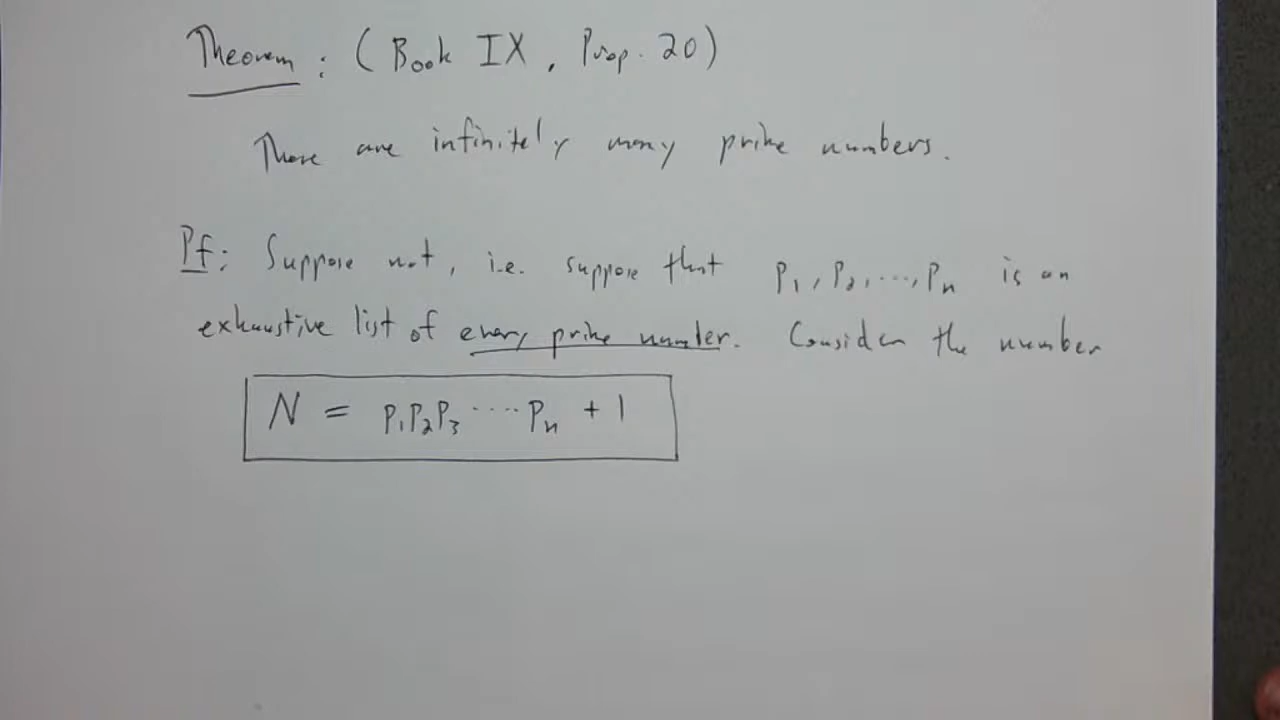 Theorem : ( Book IX , Prop. 20 )
There are infinitely many prime numbers.
Pf: Suppose not, i.e. suppose that p₁, p₂, ..., pₙ is an
exhaustive list of every prime number. Consider the number
N = p₁p₂p₃ ···· pₙ + 1